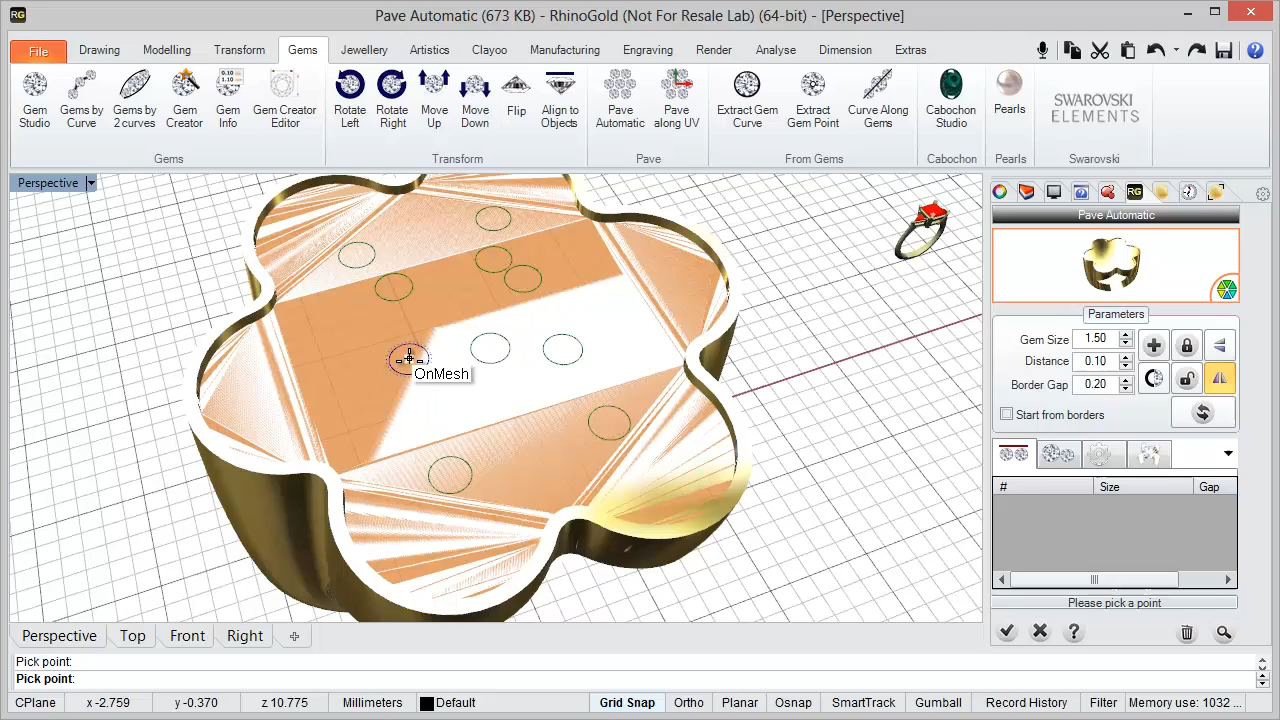 RG
Pave Automatic (673 KB) - RhinoGold (Not For Resale Lab) (64-bit) - [Perspective]
File
Drawing
Modelling
Transform
Gems
Jewellery
Artistics
Clayoo
Manufacturing
Engraving
Render
Analyse
Dimension
Extras
Gem Studio
Gems by Curve
Gems by 2 curves
Gem Creator
0.10
1.10
Gem Info
Gem Creator Editor
Rotate Left
Rotate Right
Move Up
Move Down
Flip
Align to Objects
Pave Automatic
Pave along UV
Extract Gem Curve
Extract Gem Point
Curve Along Gems
Cabochon Studio
Pearls
SWAROVSKI
ELEMENTS
Gems
Transform
Pave
From Gems
Cabochon
Pearls
Swarovski
Perspective
OnMesh
RG
Pave Automatic
Parameters
Gem Size 1.50
Distance 0.10
Border Gap 0.20
Start from borders
# Size Gap
Please pick a point
Perspective
Top
Front
Right
Pick point:
Pick point:
CPlane x -2.759 y -0.370 z 10.775 Millimeters Default Grid Snap Ortho Planar Osnap SmartTrack Gumball Record History Filter Memory use: 1032 ...